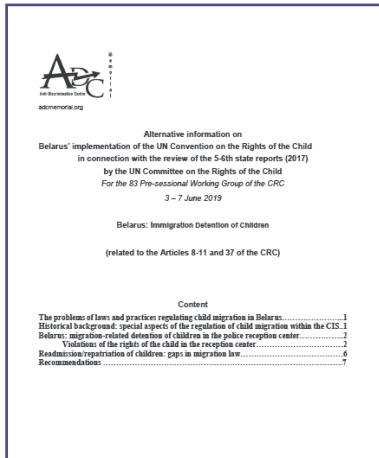 ADC
Memorial
Anti-Discrimination Centre
adcmemorial.org
Alternative information on
Belarus' implementation of the UN Convention on the Rights of the Child
in connection with the review of the 5-6th state reports (2017)
by the UN Committee on the Rights of the Child
For the 83 Pre-sessional Working Group of the CRC
3 – 7 June 2019
Belarus: Immigration Detention of Children
(related to the Articles 8-11 and 37 of the CRC)
Content
The problems of laws and practices regulating child migration in Belarus......................1
Historical background: special aspects of the regulation of child migration within the CIS..1
Belarus: migration-related detention of children in the police reception center.................2
Violations of the rights of the child in the reception center...............................2
Readmission/repatriation of children: gaps in migration law.....................................6
Recommendations ................................................................................7